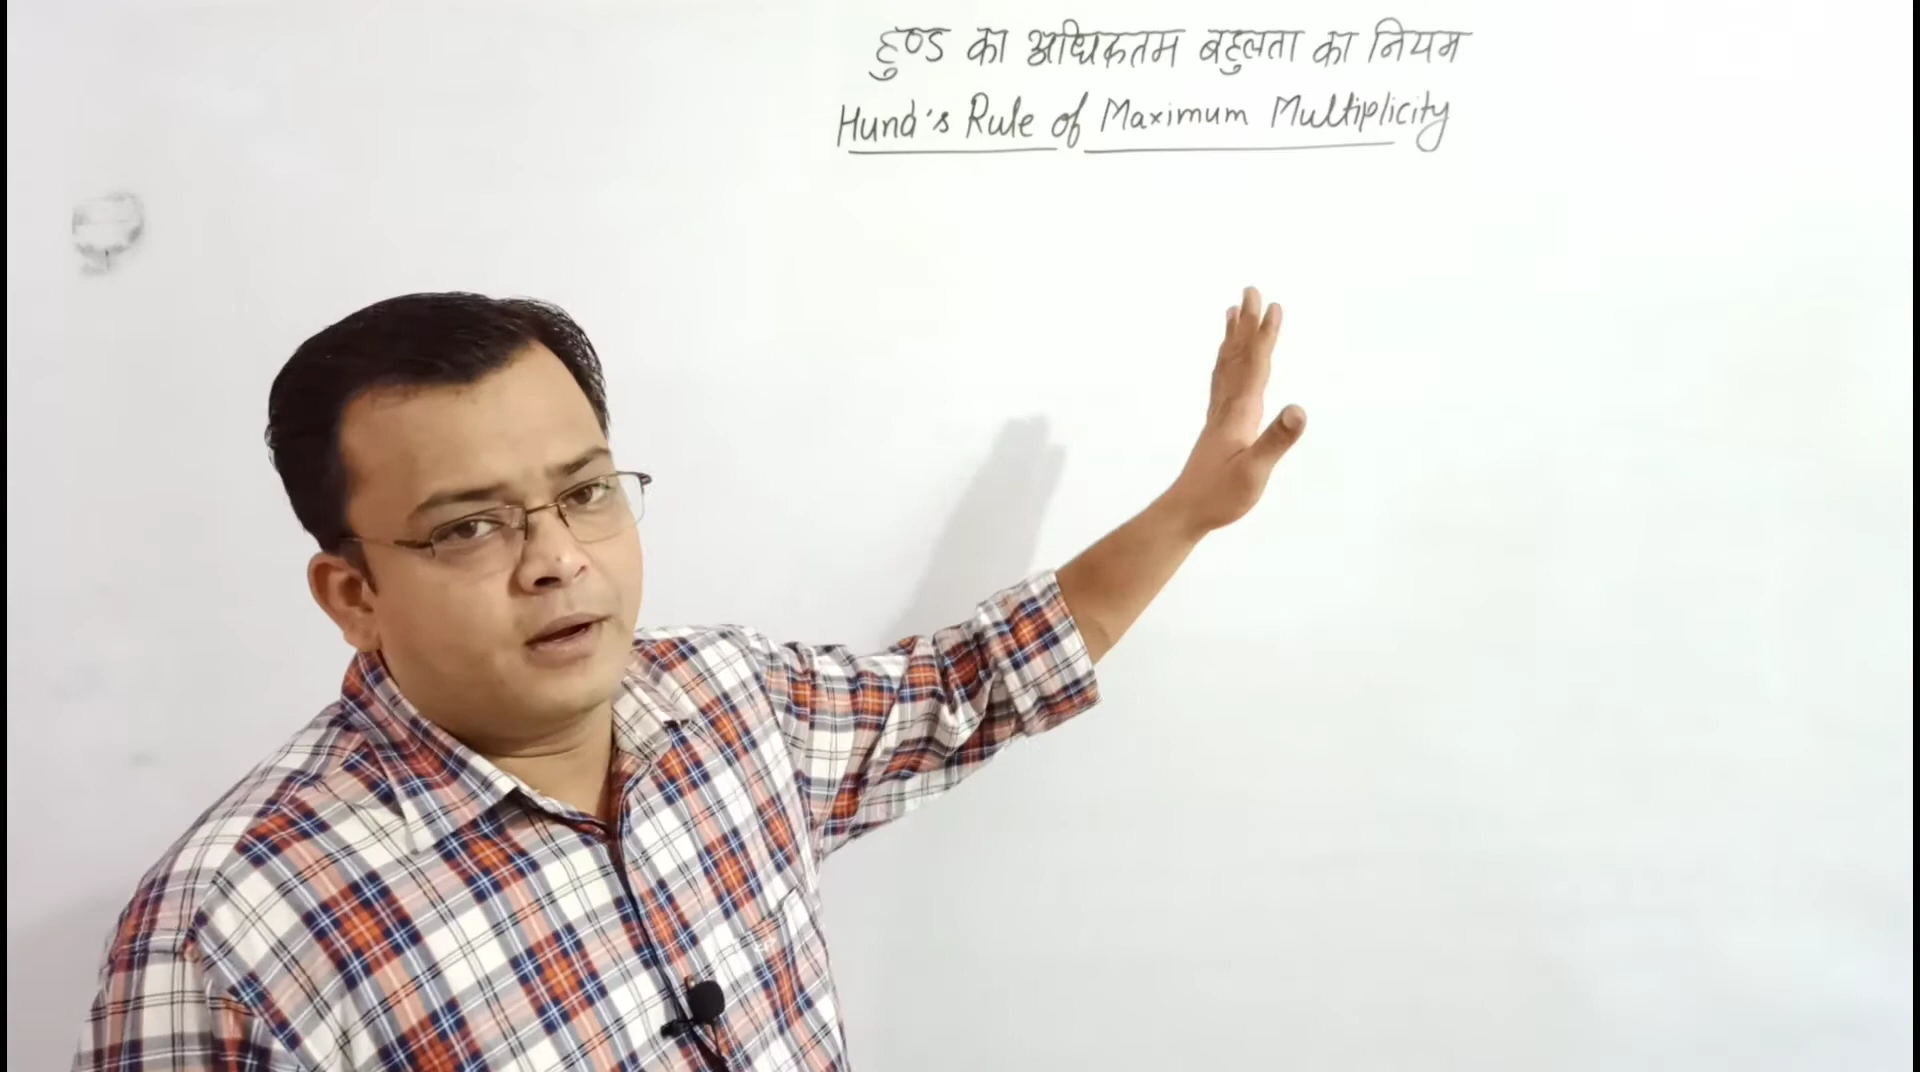 हुण्ड का अधिकतम बहुलता का नियम
Hund's Rule of Maximum Multiplicity